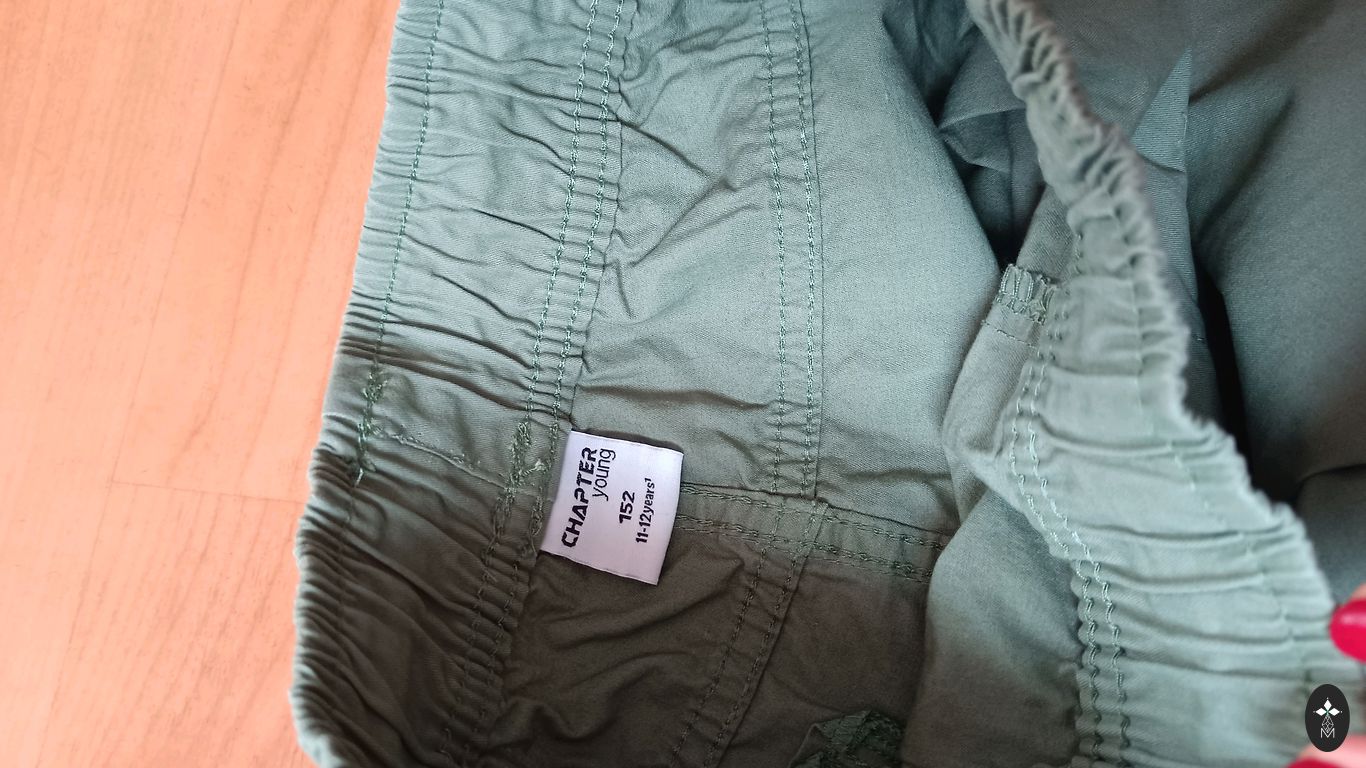 CHAPTER
young
152
11-12years¹
M